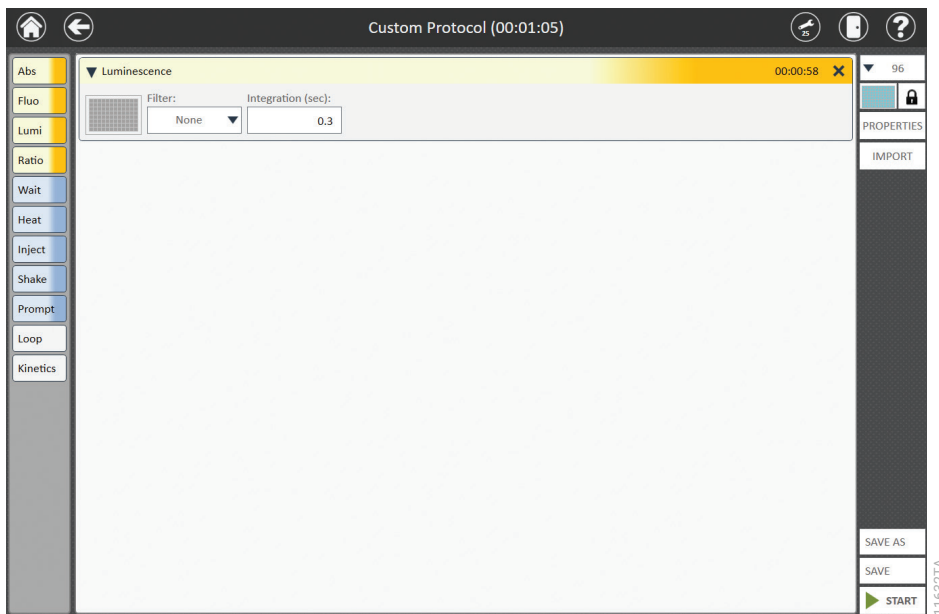 Custom Protocol (00:01:05)
25
Abs
Fluo
Lumi
Ratio
Wait
Heat
Inject
Shake
Prompt
Loop
Kinetics
Luminescence 00:00:58
Filter: Integration (sec):
None 0.3
96
PROPERTIES
IMPORT
SAVE AS
SAVE
START